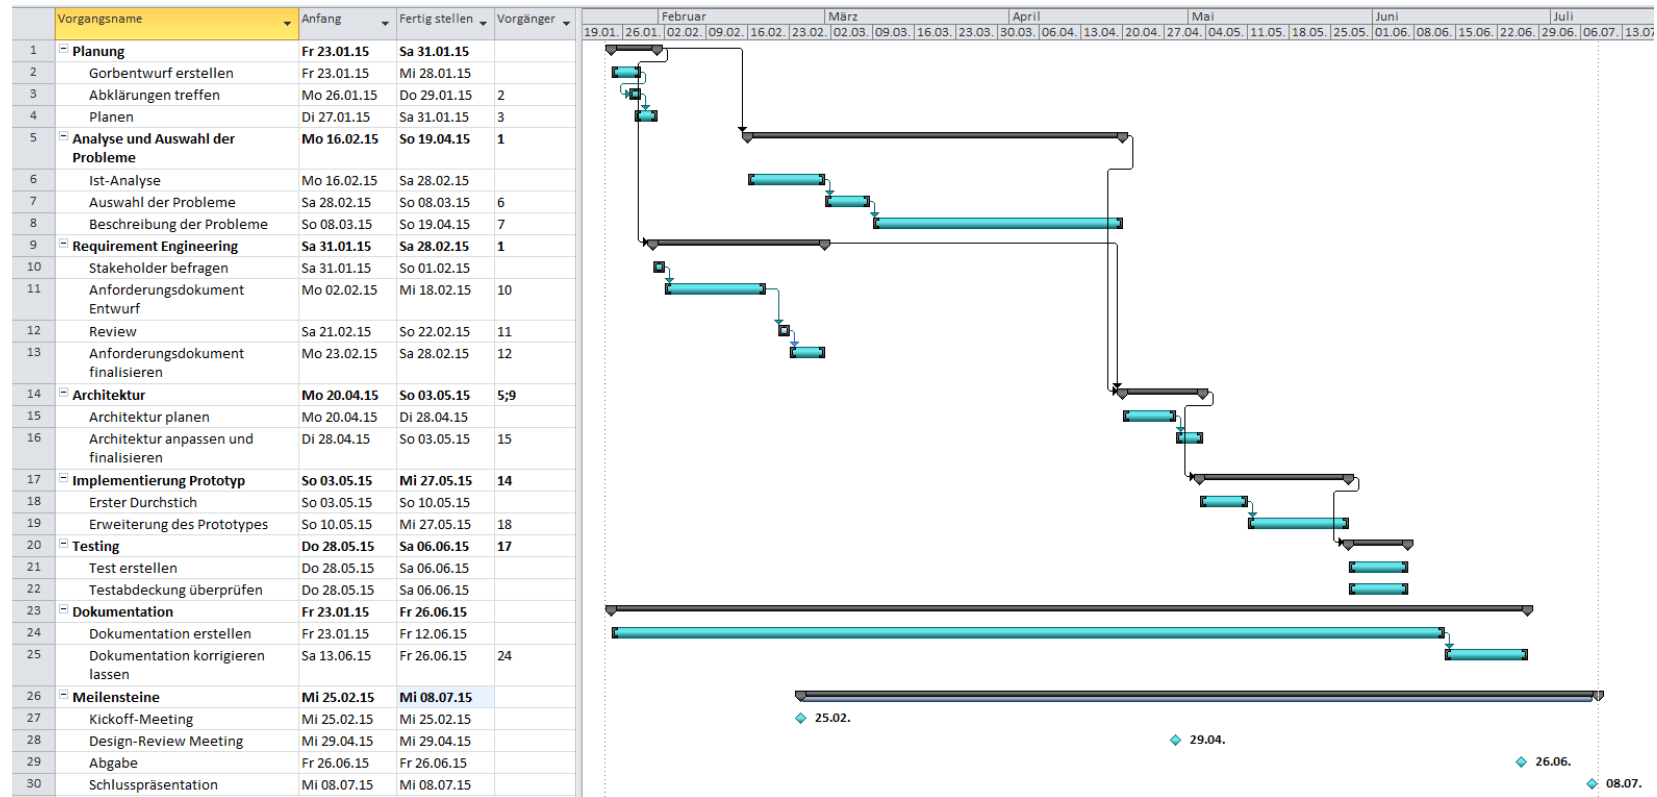 Vorgangsname Anfang Fertig stellen Vorgänger Februar März April Mai Juni Juli
19.01. 26.01. 02.02. 09.02. 16.02. 23.02. 02.03. 09.03. 16.03. 23.03. 30.03. 06.04. 13.04. 20.04. 27.04. 04.05. 11.05. 18.05. 25.05. 01.06. 08.06. 15.06. 22.06. 29.06. 06.07. 13.07
1 Planung Fr 23.01.15 Sa 31.01.15
2 Gorbentwurf erstellen Fr 23.01.15 Mi 28.01.15
3 Abklärungen treffen Mo 26.01.15 Do 29.01.15 2
4 Planen Di 27.01.15 Sa 31.01.15 3
5 Analyse und Auswahl der Mo 16.02.15 So 19.04.15 1
Probleme
6 Ist-Analyse Mo 16.02.15 Sa 28.02.15
7 Auswahl der Probleme Sa 28.02.15 So 08.03.15 6
8 Beschreibung der Probleme So 08.03.15 So 19.04.15 7
9 Requirement Engineering Sa 31.01.15 Sa 28.02.15 1
10 Stakeholder befragen Sa 31.01.15 So 01.02.15
11 Anforderungsdokument Mo 02.02.15 Mi 18.02.15 10
Entwurf
12 Review Sa 21.02.15 So 22.02.15 11
13 Anforderungsdokument Mo 23.02.15 Sa 28.02.15 12
finalisieren
14 Architektur Mo 20.04.15 So 03.05.15 5;9
15 Architektur planen Mo 20.04.15 Di 28.04.15
16 Architektur anpassen und Di 28.04.15 So 03.05.15 15
finalisieren
17 Implementierung Prototyp So 03.05.15 Mi 27.05.15 14
18 Erster Durchstich So 03.05.15 So 10.05.15
19 Erweiterung des Prototypes So 10.05.15 Mi 27.05.15 18
20 Testing Do 28.05.15 Sa 06.06.15 17
21 Test erstellen Do 28.05.15 Sa 06.06.15
22 Testabdeckung überprüfen Do 28.05.15 Sa 06.06.15
23 Dokumentation Fr 23.01.15 Fr 26.06.15
24 Dokumentation erstellen Fr 23.01.15 Fr 12.06.15
25 Dokumentation korrigieren Sa 13.06.15 Fr 26.06.15 24
lassen
26 Meilensteine Mi 25.02.15 Mi 08.07.15
27 Kickoff-Meeting Mi 25.02.15 Mi 25.02.15 25.02.
28 Design-Review Meeting Mi 29.04.15 Mi 29.04.15 29.04.
29 Abgabe Fr 26.06.15 Fr 26.06.15 26.06.
30 Schlusspräsentation Mi 08.07.15 Mi 08.07.15 08.07.